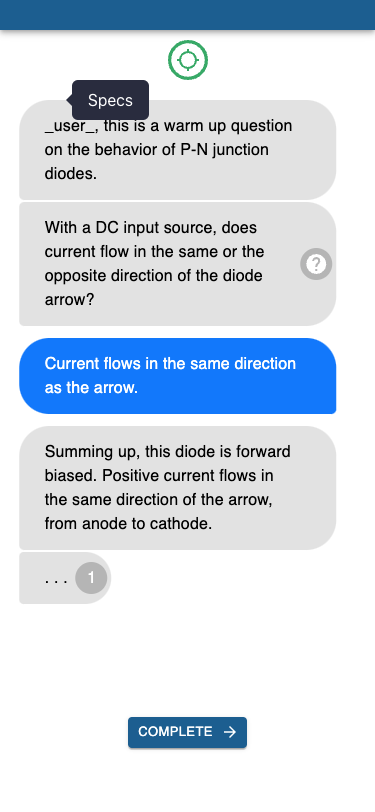 Specs
_user_, this is a warm up question
on the behavior of P-N junction
diodes.
With a DC input source, does
current flow in the same or the
opposite direction of the diode
arrow?
?
Current flows in the same direction
as the arrow.
Summing up, this diode is forward
biased. Positive current flows in
the same direction of the arrow,
from anode to cathode.
. . . 1
COMPLETE →